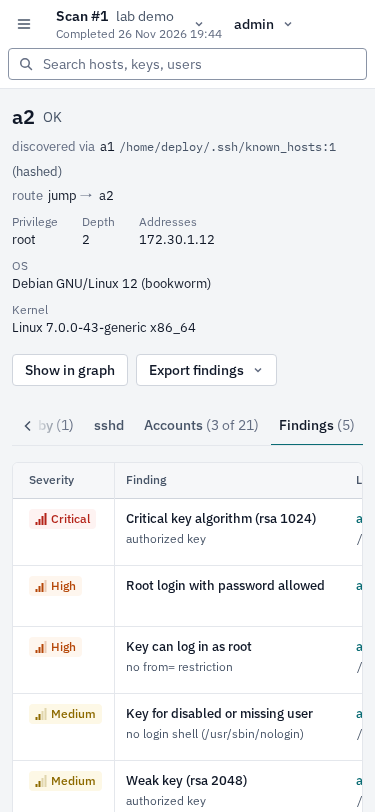 Scan #1 lab demo
Completed 26 Nov 2026 19:44
admin
Search hosts, keys, users
a2 OK
discovered via a1 /home/deploy/.ssh/known_hosts:1
(hashed)
route jump → a2
Privilege Depth Addresses
root 2 172.30.1.12
OS
Debian GNU/Linux 12 (bookworm)
Kernel
Linux 7.0.0-43-generic x86_64
Show in graph Export findings
by (1) sshd Accounts (3 of 21) Findings (5)
Severity Finding L
Critical Critical key algorithm (rsa 1024) a
authorized key /
High Root login with password allowed a
High Key can log in as root a
no from= restriction /
Medium Key for disabled or missing user a
no login shell (/usr/sbin/nologin) /
Medium Weak key (rsa 2048) a
authorized key /